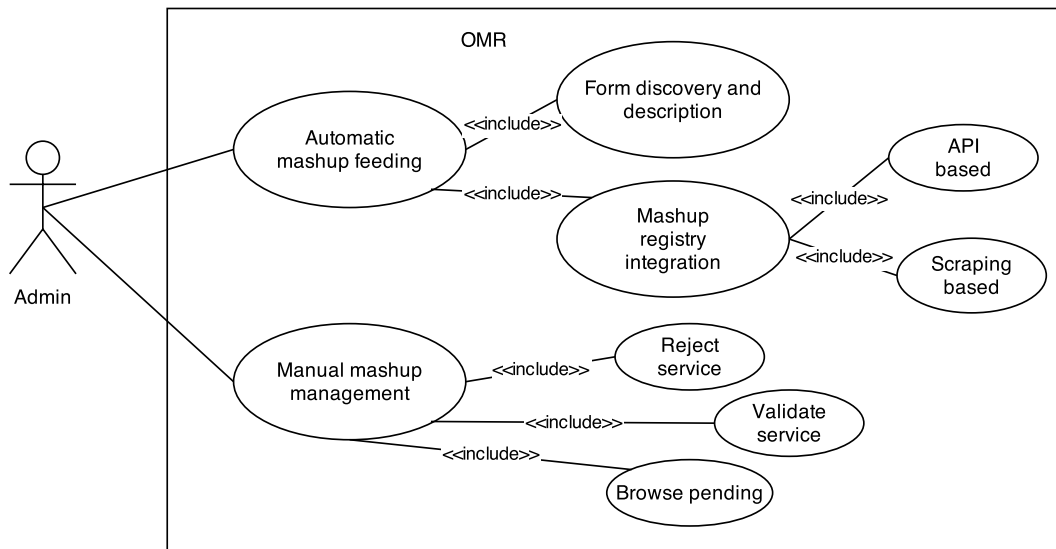 OMR
Form discovery and
description
<<include>>
Automatic
mashup feeding
API
based
<<include>>
<<include>>
Mashup
registry
integration
<<include>>
Scraping
based
Admin
Reject
service
Manual mashup
management
<<include>>
Validate
service
<<include>>
<<include>>
Browse pending